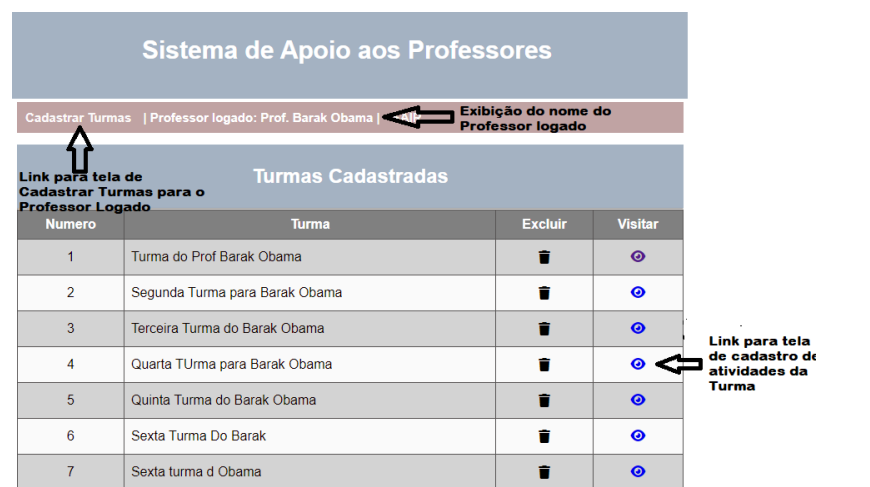 Sistema de Apoio aos Professores
Cadastrar Turmas | Professor logado: Prof. Barak Obama |
Exibição do nome do
Professor logado
Link para tela de
Cadastrar Turmas para o
Professor Logado
Turmas Cadastradas
Numero Turma Excluir Visitar
1 Turma do Prof Barak Obama
2 Segunda Turma para Barak Obama
3 Terceira Turma do Barak Obama
4 Quarta TUrma para Barak Obama
5 Quinta Turma do Barak Obama
6 Sexta Turma Do Barak
7 Sexta turma d Obama
Link para tela
de cadastro de
atividades da
Turma